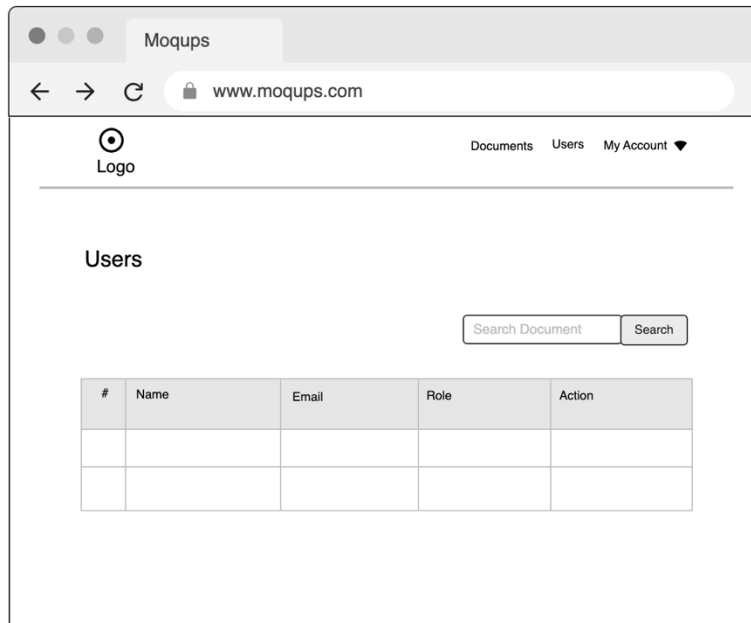 Moqups
www.moqups.com
Logo
Documents Users My Account
Users
Search Document Search
# Name Email Role Action